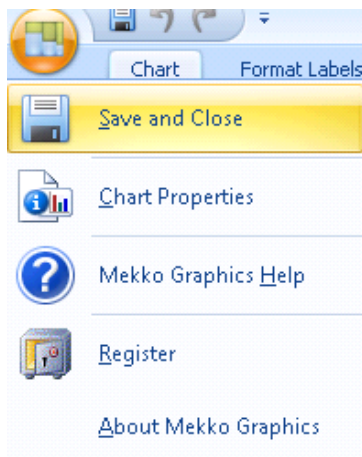 Chart Format Labels
Save and Close
Chart Properties
Mekko Graphics Help
Register
About Mekko Graphics